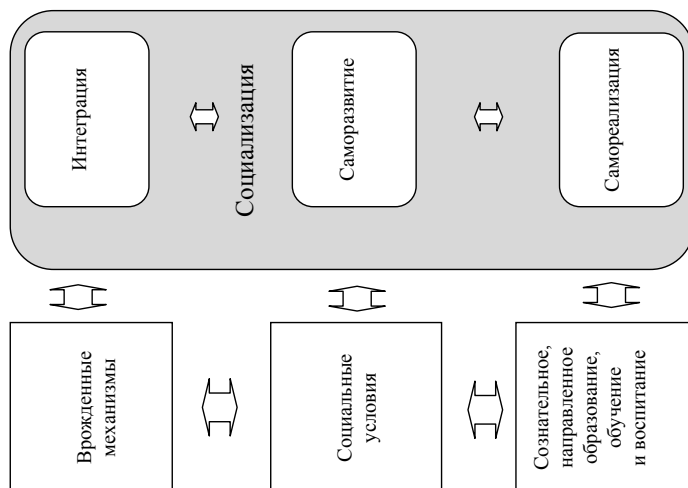 Врожденные
механизмы
Социальные
условия
Сознательное,
направленное
образование,
обучение
и воспитание
Интеграция
Социализация
Саморазвитие
Самореализация